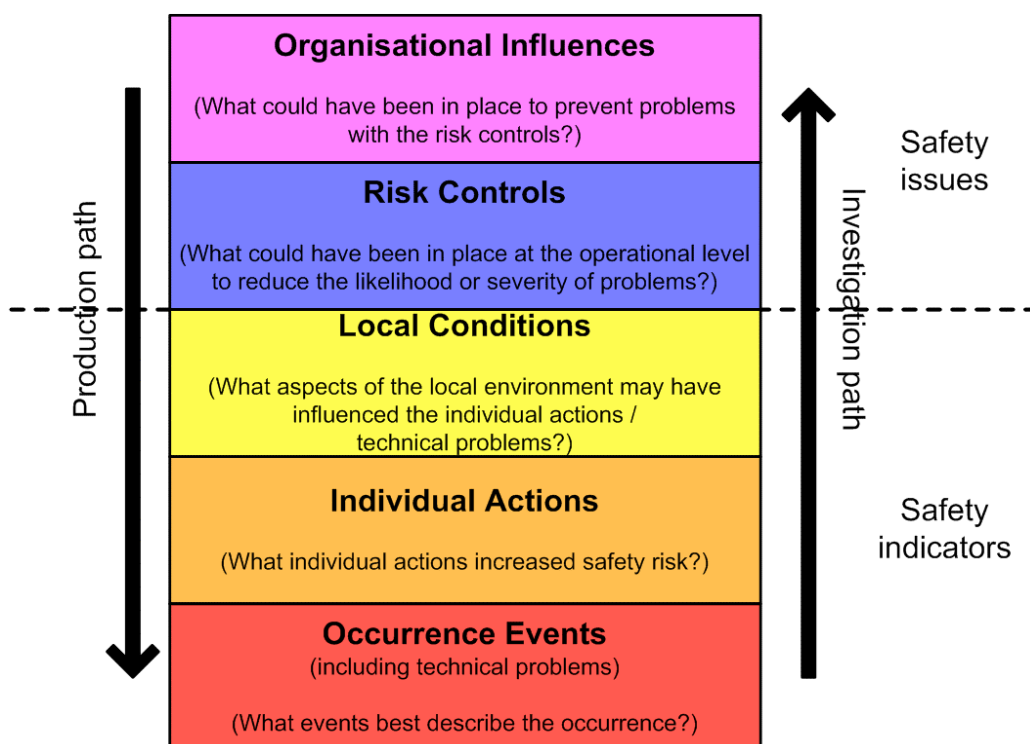 Organisational Influences
(What could have been in place to prevent problems
with the risk controls?)
Risk Controls
(What could have been in place at the operational level
to reduce the likelihood or severity of problems?)
Local Conditions
(What aspects of the local environment may have
influenced the individual actions /
technical problems?)
Individual Actions
(What individual actions increased safety risk?)
Occurrence Events
(including technical problems)
(What events best describe the occurrence?)
Production path
Investigation path
Safety
issues
Safety
indicators